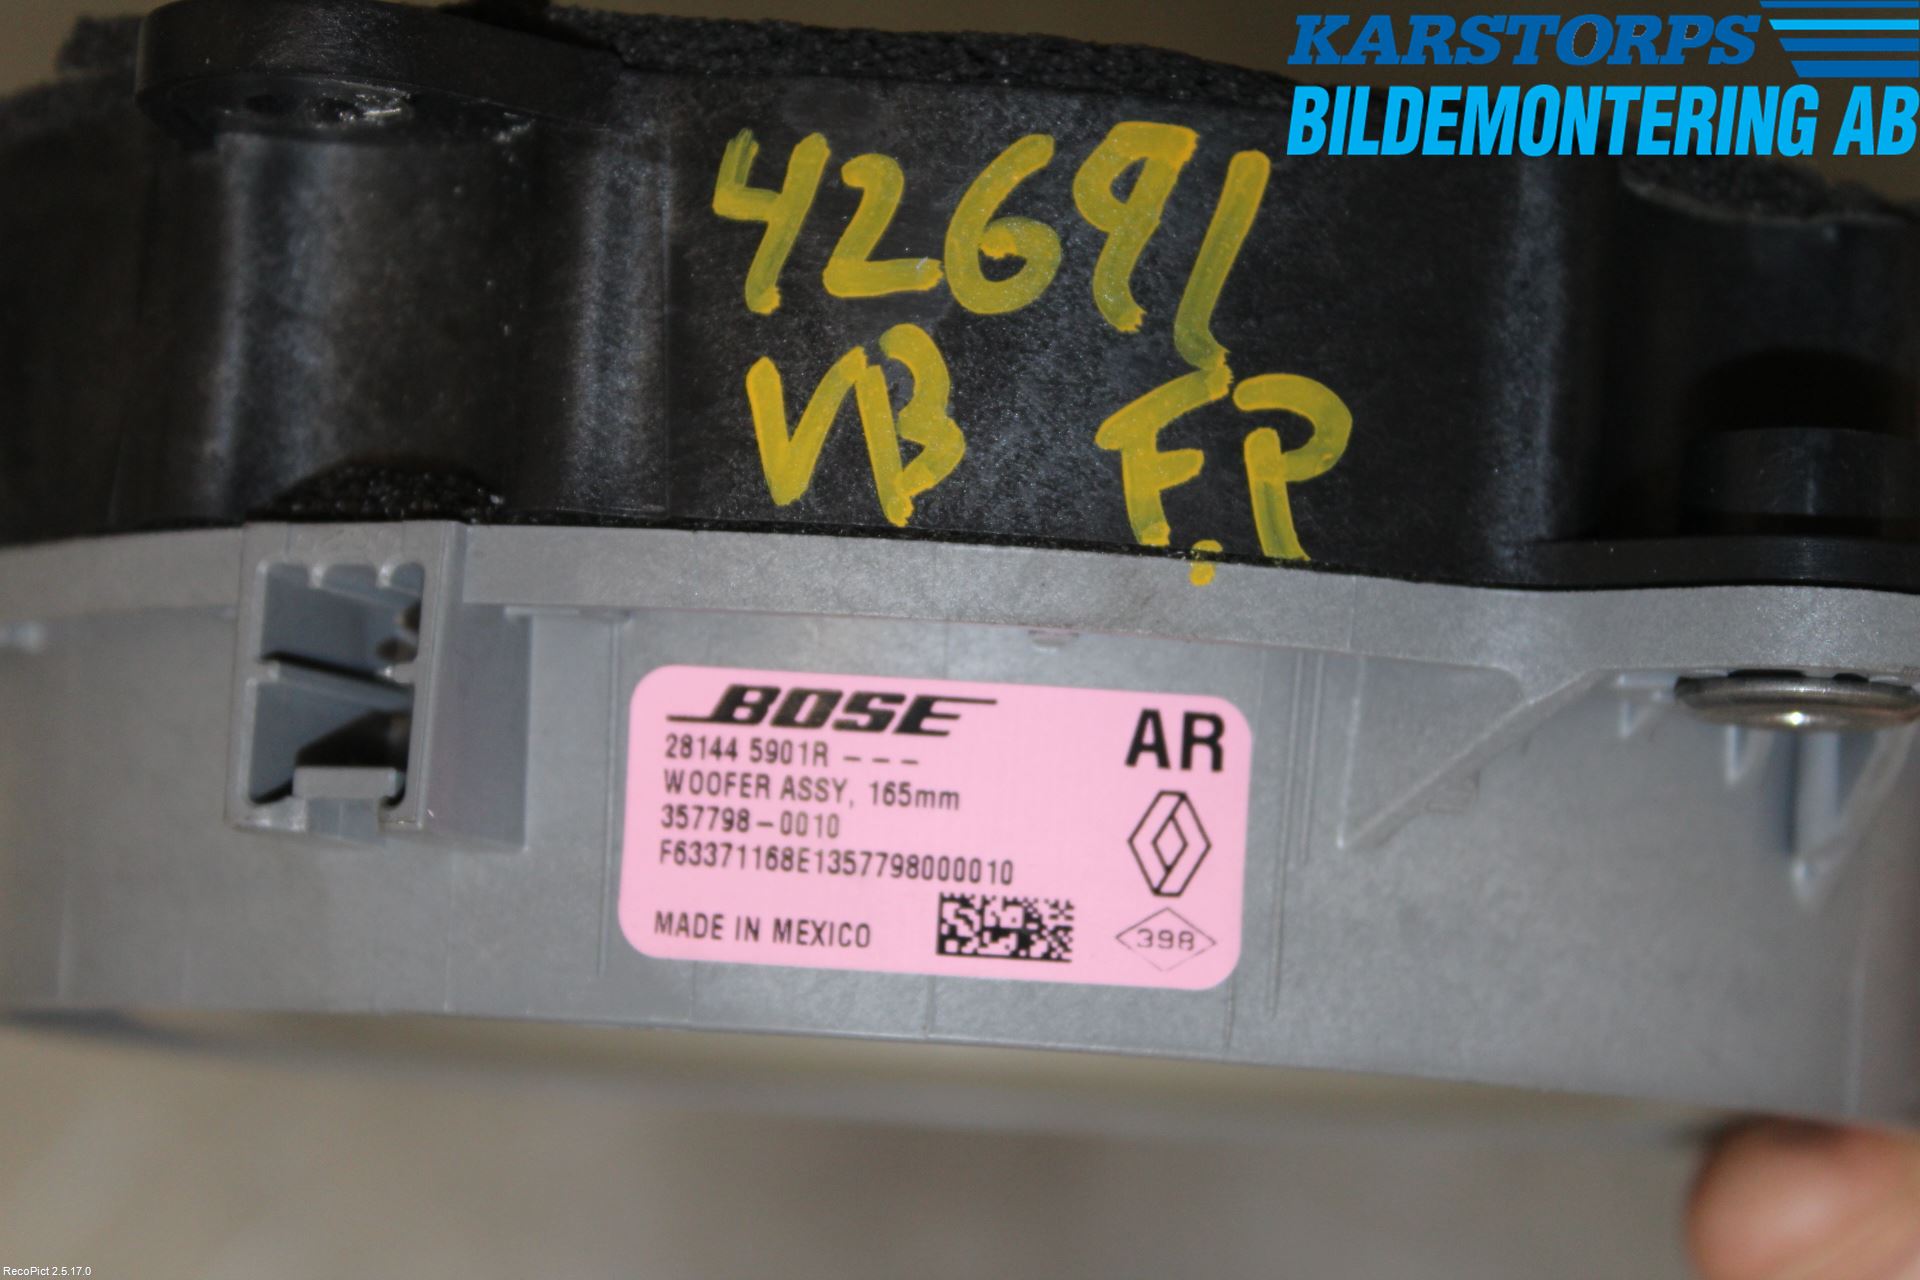 KARSTORPS
BILDEMONTERING AB
42691
VB F.P
BOSE
AR
28144 5901R ---
WOOFER ASSY, 165mm
357798-0010
F63371168E1357798000010
MADE IN MEXICO
398
RecoPict 2.5.17.0